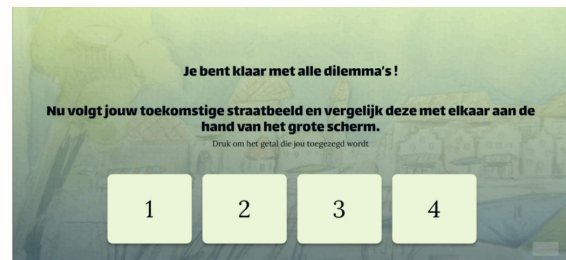 Je bent klaar met alle dilemma's !
Nu volgt jouw toekomstige straatbeeld en vergelijk deze met elkaar aan de
hand van het grote scherm.
Druk om het getal die jou toegezegd wordt
1 2 3 4